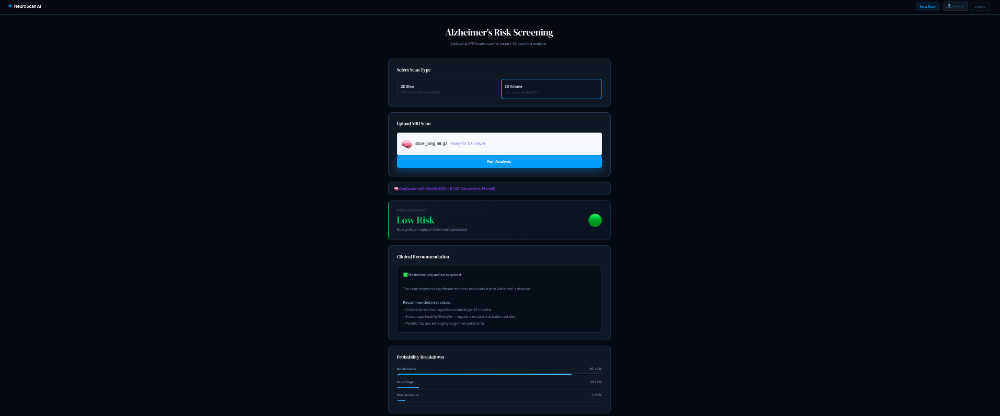 NeuroScan AI
New Scan
Logout
Alzheimer's Risk Screening
Upload an MRI brain scan for instant AI-assisted analysis.
Select Scan Type
2D Slice
JPG / PNG — EfficientNet-B3
3D Volume
.nii / .nii.gz — ResNet3D-18
Upload MRI Scan
slice_orig.nii.gz Ready for 3D analysis
Run Analysis
Analyzed with ResNet3D-18 (3D Volumetric Model)
RISK ASSESSMENT
Low Risk
No significant signs of Alzheimer's detected
Clinical Recommendation
No immediate action required.
The scan shows no significant markers associated with Alzheimer's disease.
Recommended next steps:
- Schedule routine cognitive screening in 12 months
- Encourage healthy lifestyle — regular exercise and balanced diet
- Monitor for any emerging cognitive symptoms
Probability Breakdown
No Dementia 85.45%
Early Stage 10.72%
Mild Dementia 3.83%